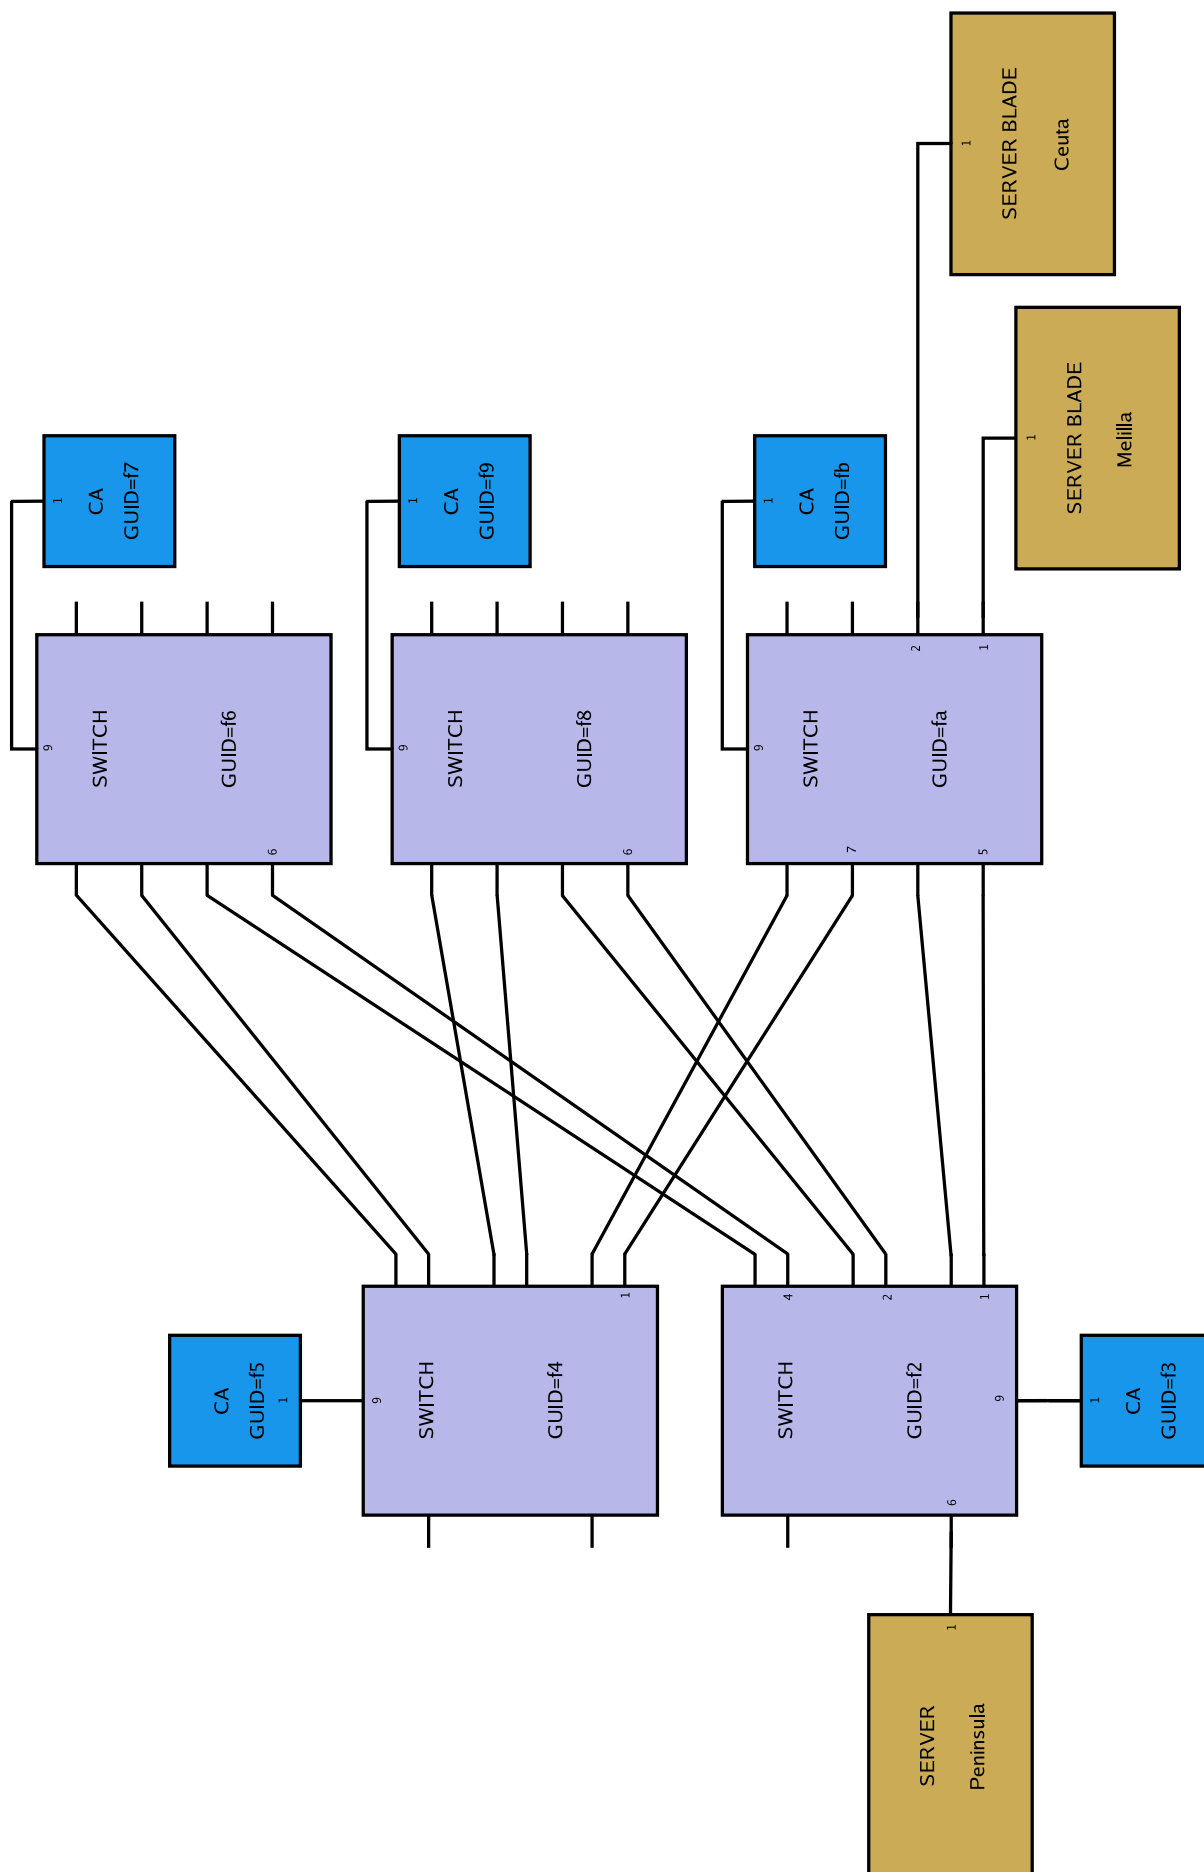 1
SERVER BLADE
Ceuta
1
SERVER BLADE
Melilla
1
CA
GUID=f7
1
CA
GUID=f9
1
CA
GUID=fb
9
SWITCH
GUID=f6
6
9
SWITCH
GUID=f8
6
2
1
9
SWITCH
GUID=fa
7
5
CA
GUID=f5
1
1
9
SWITCH
GUID=f4
4
2
1
SWITCH
GUID=f2
9
6
1
CA
GUID=f3
1
SERVER
Peninsula